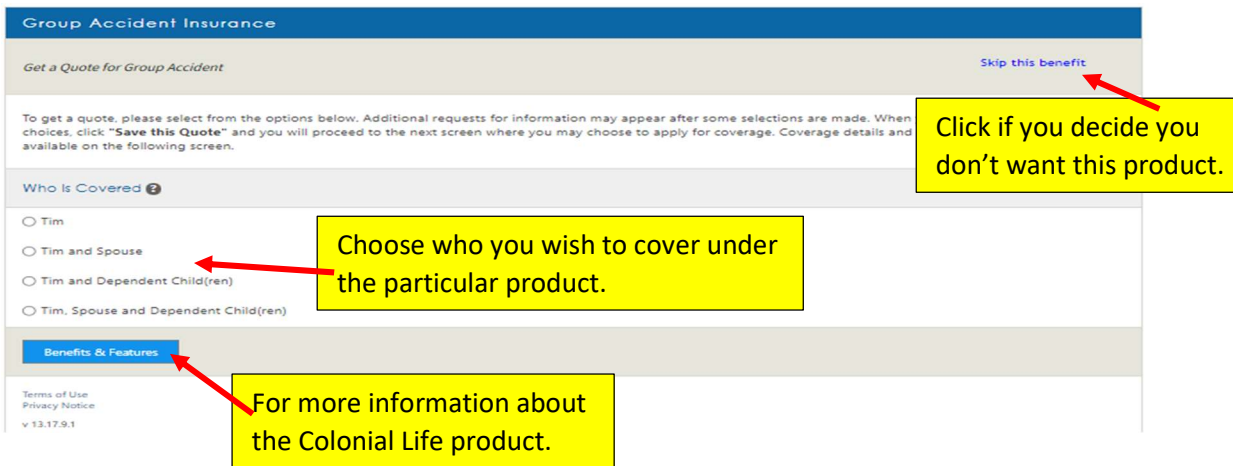 Group Accident Insurance
Get a Quote for Group Accident
Skip this benefit
To get a quote, please select from the options below. Additional requests for information may appear after some selections are made. When
choices, click "Save this Quote" and you will proceed to the next screen where you may choose to apply for coverage. Coverage details and
available on the following screen.
Click if you decide you
don't want this product.
Who Is Covered ?
Tim
Tim and Spouse
Tim and Dependent Child(ren)
Tim, Spouse and Dependent Child(ren)
Choose who you wish to cover under
the particular product.
Benefits & Features
For more information about
the Colonial Life product.
Terms of Use
Privacy Notice
v 13.17.9.1